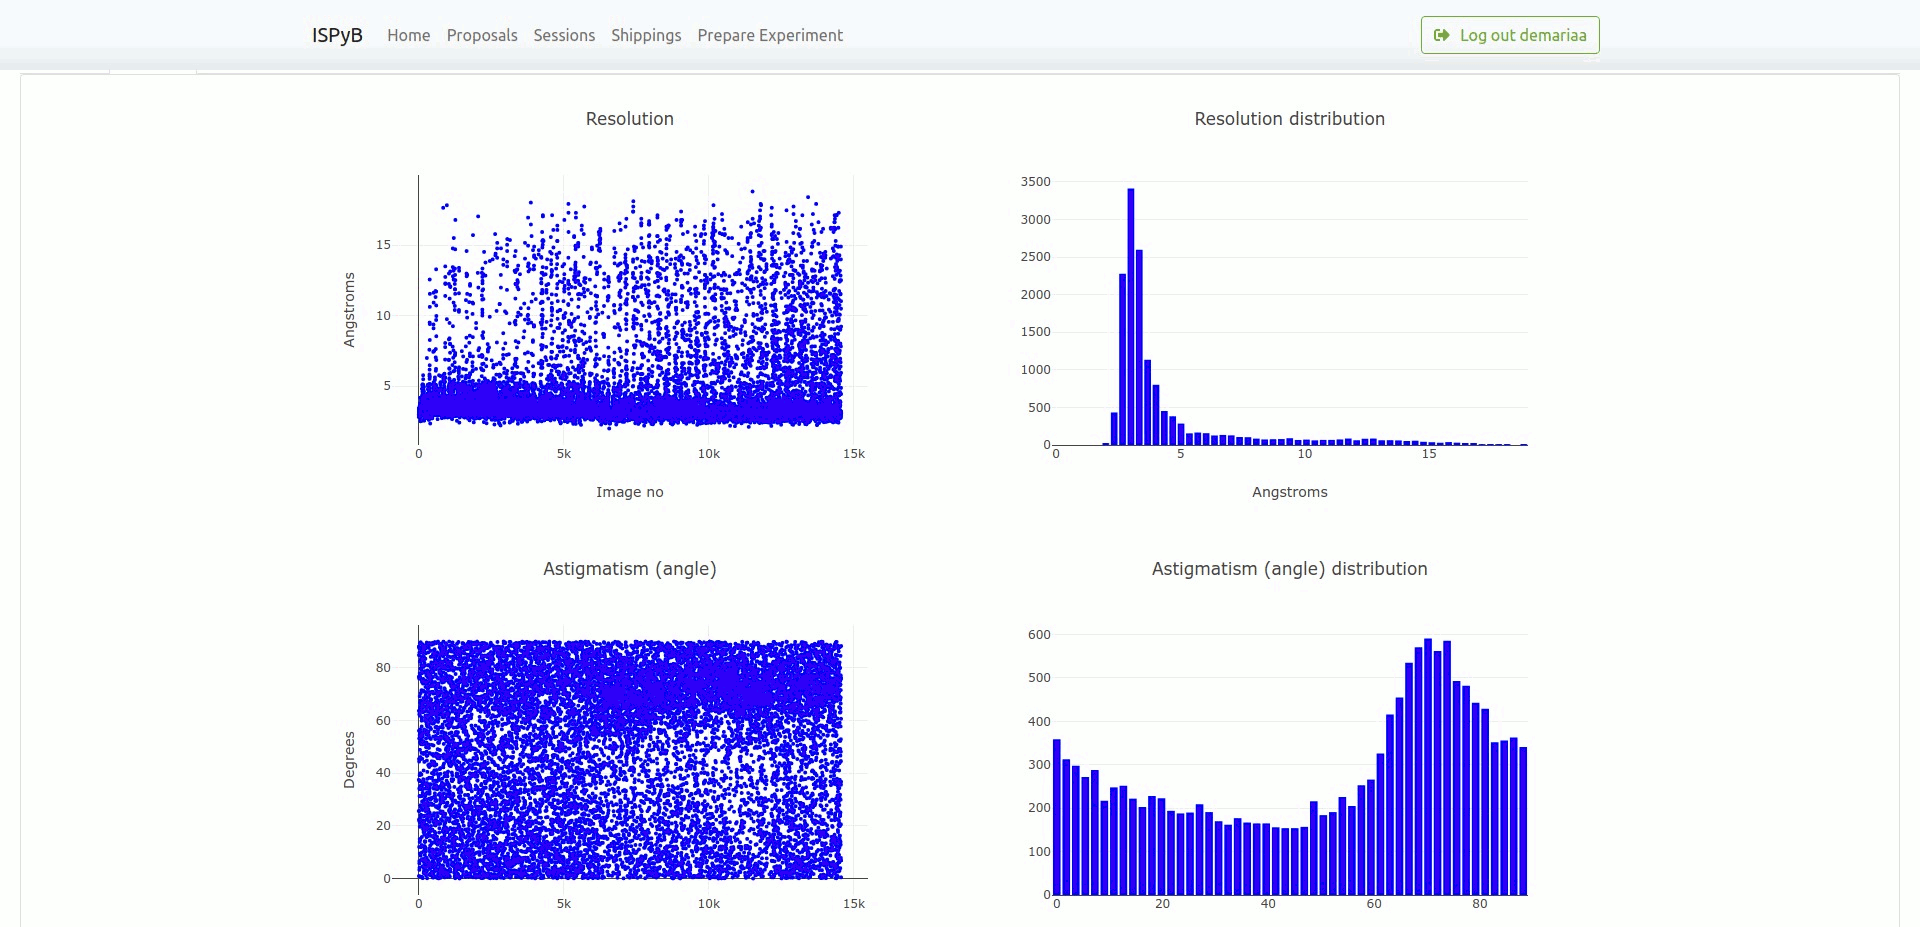 ISPyB Home Proposals Sessions Shippings Prepare Experiment Log out demariaa
Resolution
15
10
5
Angstroms
0 5k 10k 15k
Image no
Resolution distribution
3500
3000
2500
2000
1500
1000
500
0
0 5 10 15
Angstroms
Astigmatism (angle)
80
60
40
20
0
Degrees
0 5k 10k 15k
Astigmatism (angle) distribution
600
500
400
300
200
100
0
0 20 40 60 80